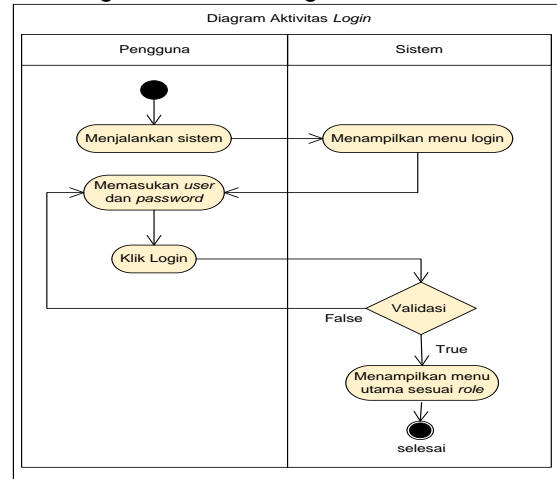 Diagram Aktivitas Login
Pengguna
Sistem
Menjalankan sistem
Menampilkan menu login
Memasukan user
dan password
Klik Login
Validasi
False
True
Menampilkan menu
utama sesuai role
selesai